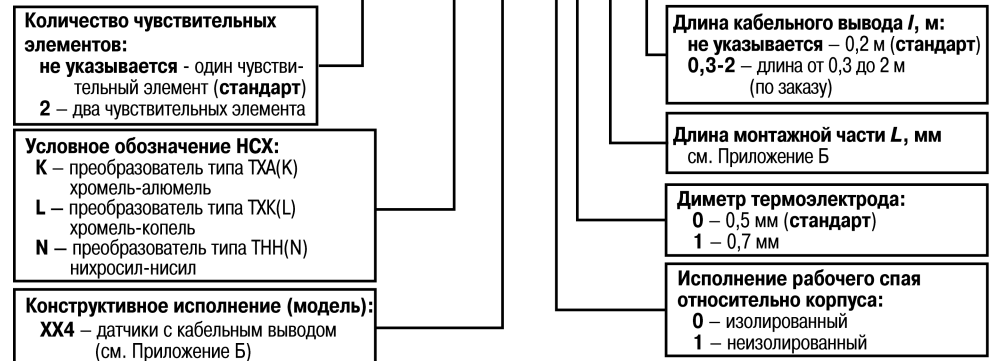 Количество чувствительных
элементов:
не указывается - один чувстви-
тельный элемент (стандарт)
2 – два чувствительных элемента
Условное обозначение НСХ:
K – преобразователь типа ТХА(K)
хромель-алюмель
L – преобразователь типа ТХК(L)
хромель-копель
N – преобразователь типа ТНН(N)
нихросил-нисил
Конструктивное исполнение (модель):
XX4 – датчики с кабельным выводом
(см. Приложение Б)
Длина кабельного вывода l, м:
не указывается – 0,2 м (стандарт)
0,3-2 – длина от 0,3 до 2 м
(по заказу)
Длина монтажной части L, мм
см. Приложение Б
Диметр термоэлектрода:
0 – 0,5 мм (стандарт)
1 – 0,7 мм
Исполнение рабочего спая
относительно корпуса:
0 – изолированный
1 – неизолированный